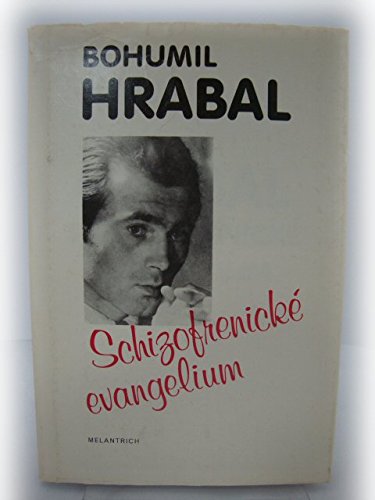 BOHUMIL
HRABAL
Schizofrenické
evangelium
MELANTRICH